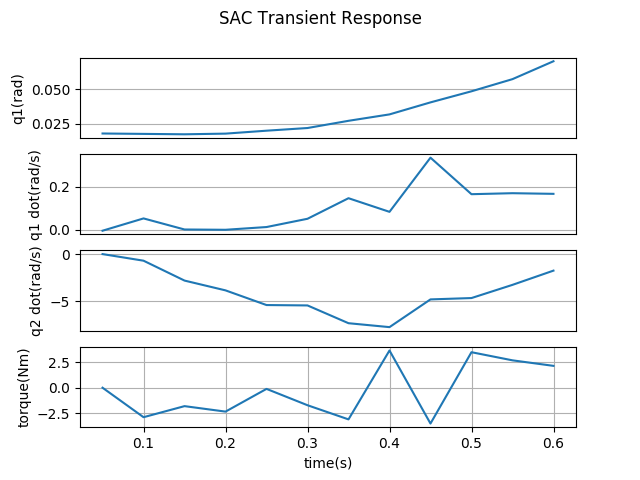 SAC Transient Response
q1(rad)
0.050
0.025
q1 dot(rad/s)
0.2
0.0
q2 dot(rad/s)
0
−5
torque(Nm)
2.5
0.0
−2.5
0.1 0.2 0.3 0.4 0.5 0.6
time(s)